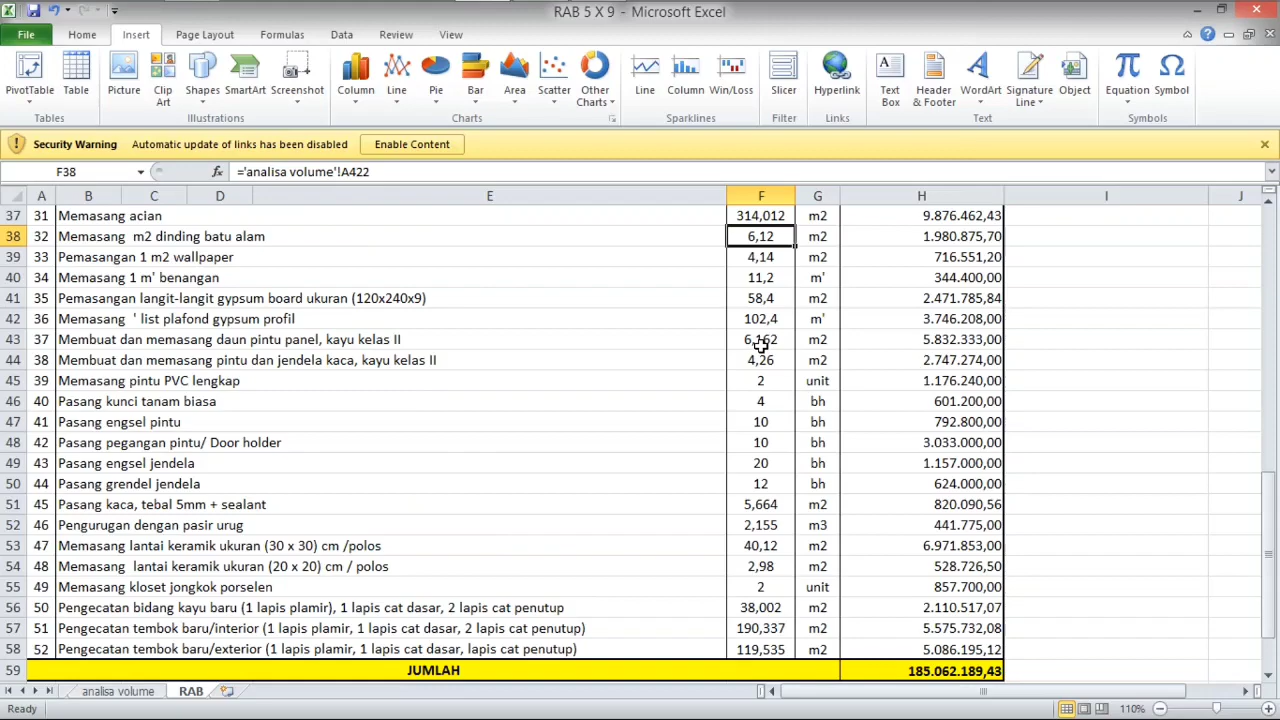 RAB 5 X 9 - Microsoft Excel
File Home Insert Page Layout Formulas Data Review View
PivotTable Table Picture Clip Art Shapes SmartArt Screenshot Column Line Pie Bar Area Scatter Other Charts Line Column Win/Loss Slicer Hyperlink Text Box Header & Footer WordArt Signature Line Object Equation Symbol
Tables Illustrations Charts Sparklines Filter Links Text Symbols
Security Warning Automatic update of links has been disabled Enable Content
F38 fx ='analisa volume'!A422
A B C D E F G H I J
37 31 Memasang acian 314,012 m2 9.876.462,43
38 32 Memasang m2 dinding batu alam 6,12 m2 1.980.875,70
39 33 Pemasangan 1 m2 wallpaper 4,14 m2 716.551,20
40 34 Memasang 1 m' benangan 11,2 m' 344.400,00
41 35 Pemasangan langit-langit gypsum board ukuran (120x240x9) 58,4 m2 2.471.785,84
42 36 Memasang ' list plafond gypsum profil 102,4 m' 3.746.208,00
43 37 Membuat dan memasang daun pintu panel, kayu kelas II 6,162 m2 5.832.333,00
44 38 Membuat dan memasang pintu dan jendela kaca, kayu kelas II 4,26 m2 2.747.274,00
45 39 Memasang pintu PVC lengkap 2 unit 1.176.240,00
46 40 Pasang kunci tanam biasa 4 bh 601.200,00
47 41 Pasang engsel pintu 10 bh 792.800,00
48 42 Pasang pegangan pintu/ Door holder 10 bh 3.033.000,00
49 43 Pasang engsel jendela 20 bh 1.157.000,00
50 44 Pasang grendel jendela 12 bh 624.000,00
51 45 Pasang kaca, tebal 5mm + sealant 5,664 m2 820.090,56
52 46 Pengurugan dengan pasir urug 2,155 m3 441.775,00
53 47 Memasang lantai keramik ukuran (30 x 30) cm /polos 40,12 m2 6.971.853,00
54 48 Memasang lantai keramik ukuran (20 x 20) cm / polos 2,98 m2 528.726,50
55 49 Memasang kloset jongkok porselen 2 unit 857.700,00
56 50 Pengecatan bidang kayu baru (1 lapis plamir), 1 lapis cat dasar, 2 lapis cat penutup 38,002 m2 2.110.517,07
57 51 Pengecatan tembok baru/interior (1 lapis plamir, 1 lapis cat dasar, 2 lapis cat penutup) 190,337 m2 5.575.732,08
58 52 Pengecatan tembok baru/exterior (1 lapis plamir, 1 lapis cat dasar, lapis cat penutup) 119,535 m2 5.086.195,12
59 JUMLAH 185.062.189,43
analisa volume RAB
Ready 110%